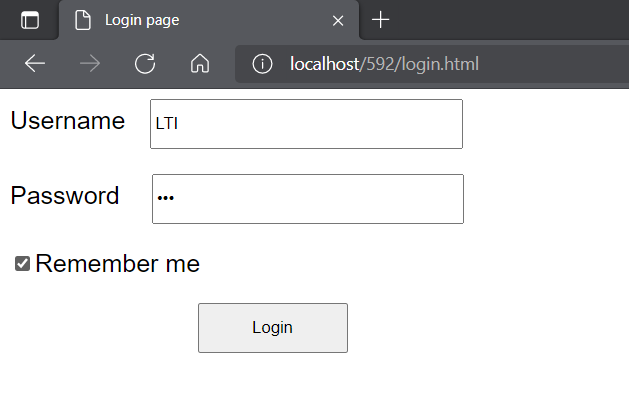 Login page
localhost/592/login.html
Username LTI
Password •••
Remember me
Login